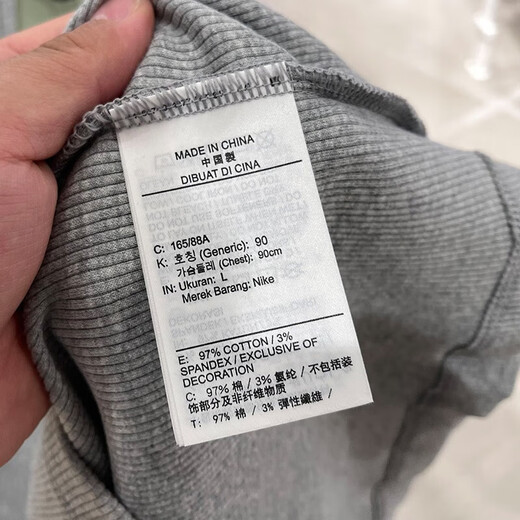 MADE IN CHINA
中国製
DIBUAT DI CINA
C: 165/88A
K: 호칭 (Generic): 90
가슴둘레 (Chest): 90cm
IN: Ukuran: L
Merek Barang: Nike
E: 97% COTTON / 3%
SPANDEX / EXCLUSIVE OF
DECORATION
C: 97% 棉 / 3% 氨纶 / 不包括装
饰部分及非纤维物质
T: 97% 棉 / 3% 彈性纖維 /